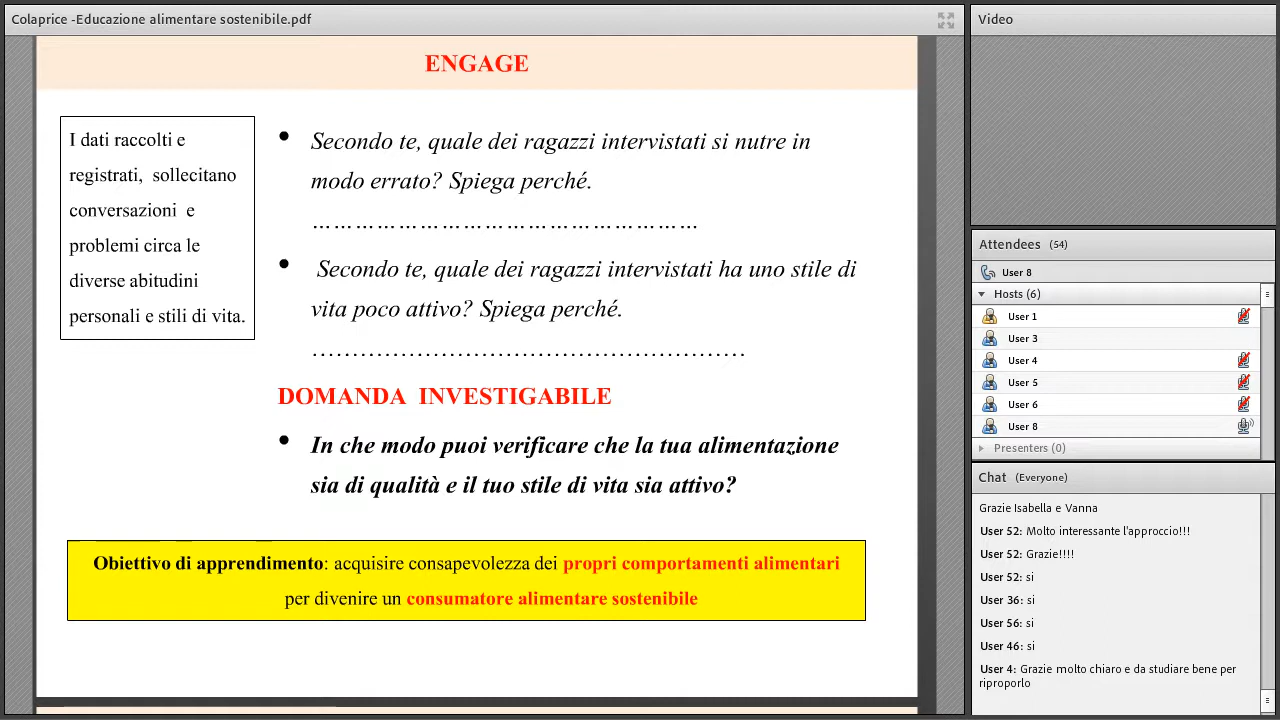 Colaprice -Educazione alimentare sostenibile.pdf
ENGAGE
I dati raccolti e
registrati, sollecitano
conversazioni e
problemi circa le
diverse abitudini
personali e stili di vita.
• Secondo te, quale dei ragazzi intervistati si nutre in
modo errato? Spiega perché.
………………………………………………
• Secondo te, quale dei ragazzi intervistati ha uno stile di
vita poco attivo? Spiega perché.
………………………………………………
DOMANDA INVESTIGABILE
• In che modo puoi verificare che la tua alimentazione
sia di qualità e il tuo stile di vita sia attivo?
Obiettivo di apprendimento: acquisire consapevolezza dei propri comportamenti alimentari
per divenire un consumatore alimentare sostenibile
Video
Attendees (54)
User 8
Hosts (6)
User 1
User 3
User 4
User 5
User 6
User 8
Presenters (0)
Chat (Everyone)
Grazie Isabella e Vanna
User 52: Molto interessante l'approccio!!!
User 52: Grazie!!!!
User 52: si
User 36: si
User 56: si
User 46: si
User 4: Grazie molto chiaro e da studiare bene per
riproporlo